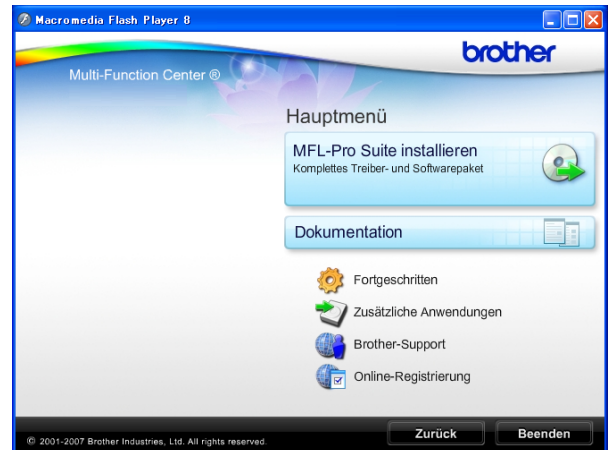 Macromedia Flash Player 8
brother
Multi-Function Center ®
Hauptmenü
MFL-Pro Suite installieren
Komplettes Treiber- und Softwarepaket
Dokumentation
Fortgeschritten
Zusätzliche Anwendungen
Brother-Support
Online-Registrierung
© 2001-2007 Brother Industries, Ltd. All rights reserved.
Zurück
Beenden